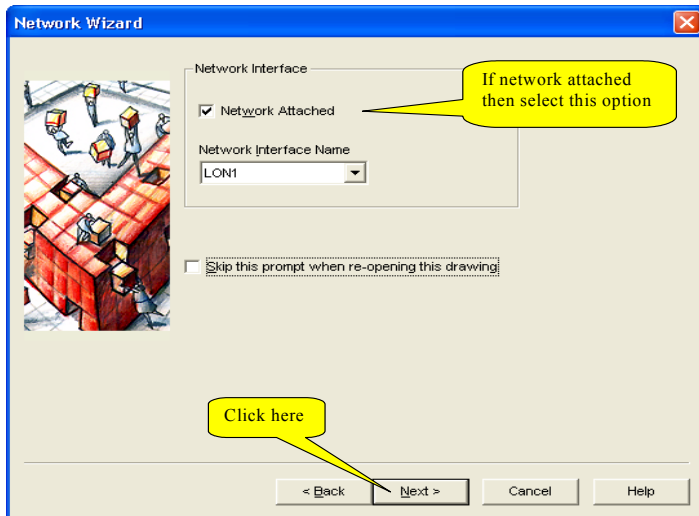 Network Wizard
Network Interface
If network attached
then select this option
Network Attached
Network Interface Name
LON1
Skip this prompt when re-opening this drawing
Click here
< Back
Next >
Cancel
Help